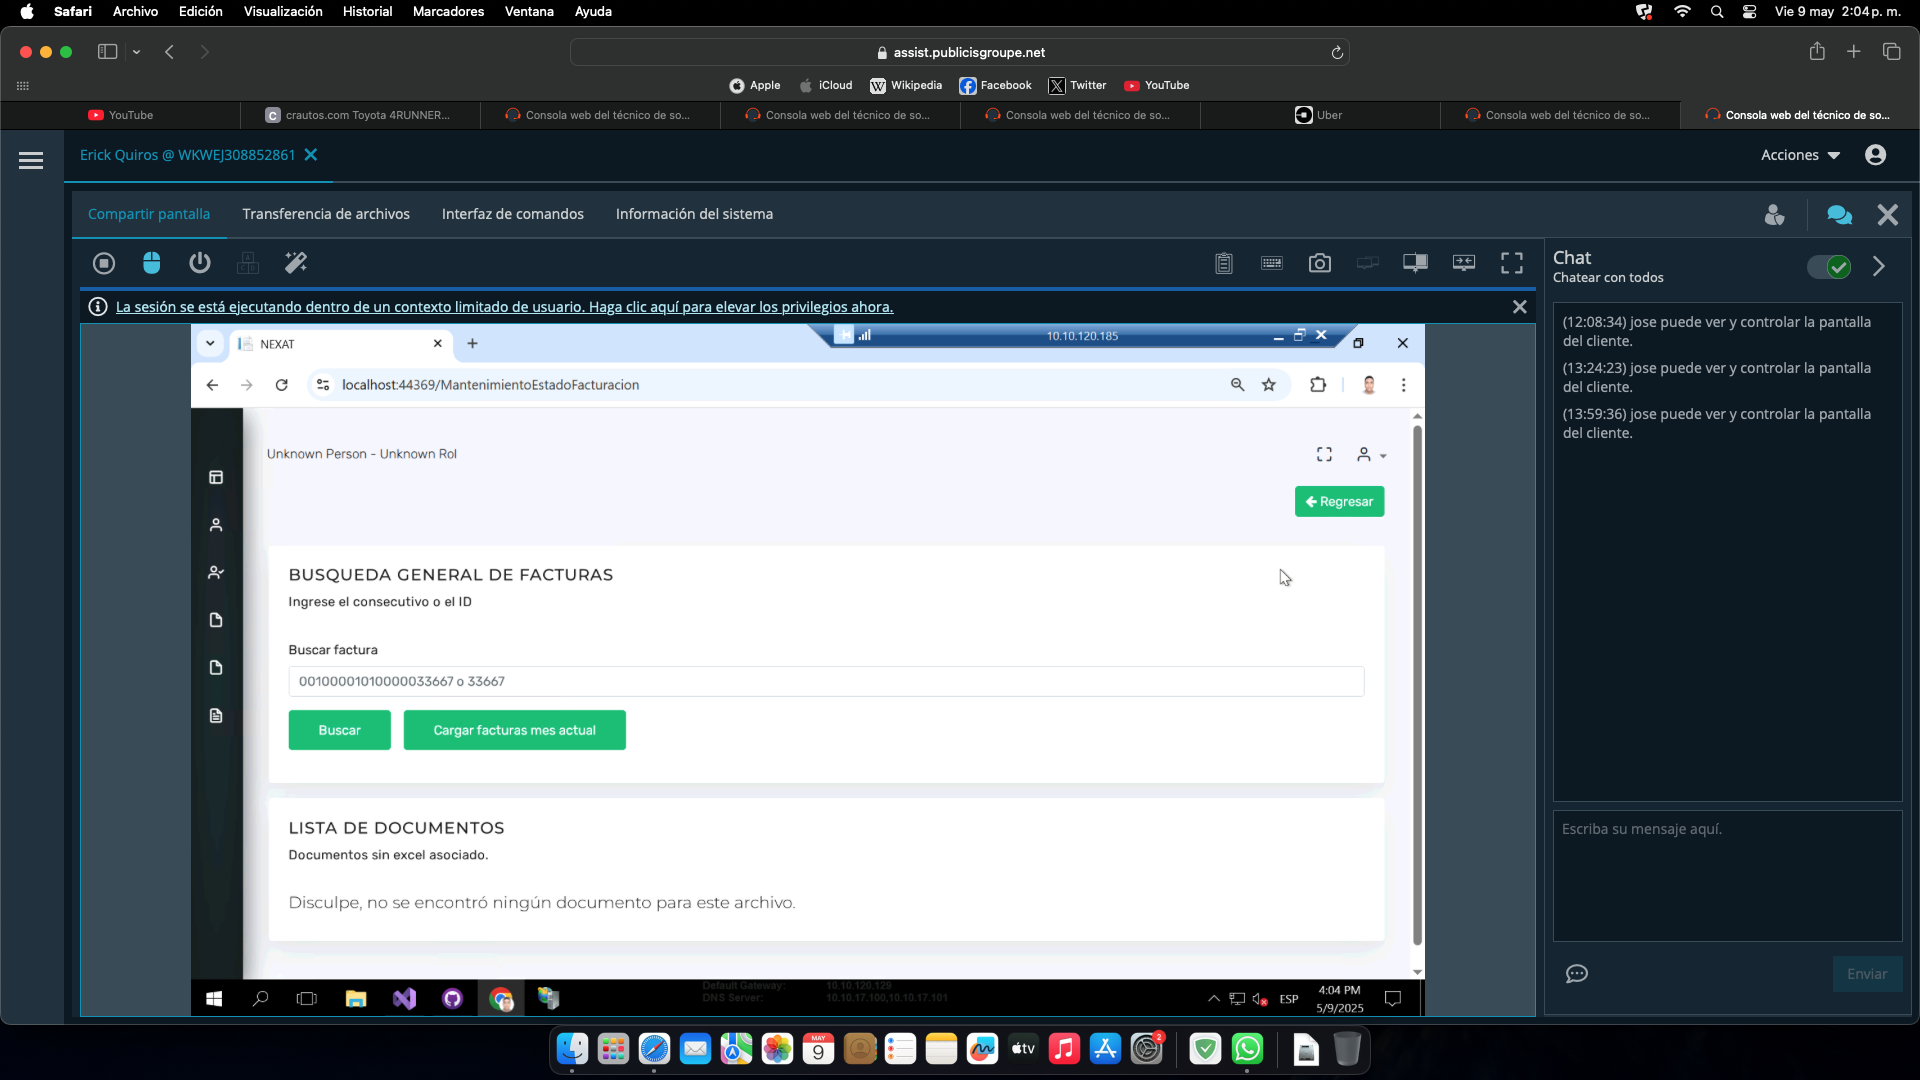 Safari Archivo Edición Visualización Historial Marcadores Ventana Ayuda Vie 9 may 2:04 p. m.
assist.publicisgroupe.net
Apple iCloud Wikipedia Facebook Twitter YouTube
YouTube crautos.com Toyota 4RUNNER... Consola web del técnico de so... Consola web del técnico de so... Consola web del técnico de so... Uber Consola web del técnico de so... Consola web del técnico de so...
Erick Quiros @ WKWEJ308852861 Acciones
Compartir pantalla Transferencia de archivos Interfaz de comandos Información del sistema
Chat
Chatear con todos
La sesión se está ejecutando dentro de un contexto limitado de usuario. Haga clic aquí para elevar los privilegios ahora.
(12:08:34) jose puede ver y controlar la pantalla
del cliente.
(13:24:23) jose puede ver y controlar la pantalla
del cliente.
(13:59:36) jose puede ver y controlar la pantalla
del cliente.
NEXAT 10.10.120.185
localhost:44369/MantenimientoEstadoFacturacion
Unknown Person - Unknown Rol
Regresar
BUSQUEDA GENERAL DE FACTURAS
Ingrese el consecutivo o el ID
Buscar factura
00100001010000033667 o 33667
Buscar Cargar facturas mes actual
LISTA DE DOCUMENTOS
Documentos sin excel asociado.
Disculpe, no se encontró ningún documento para este archivo.
Escriba su mensaje aquí.
Enviar
Default Gateway: 10.10.120.129
DNS Server: 10.10.17.100,10.10.17.101
ESP
4:04 PM
5/9/2025
MAY
9
tv
2